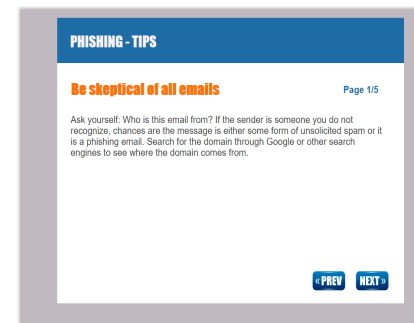 PHISHING - TIPS
Be skeptical of all emails
Page 1/5
Ask yourself: Who is this email from? If the sender is someone you do not
recognize, chances are the message is either some form of unsolicited spam or it
is a phishing email. Search for the domain through Google or other search
engines to see where the domain comes from.
« PREV
NEXT »